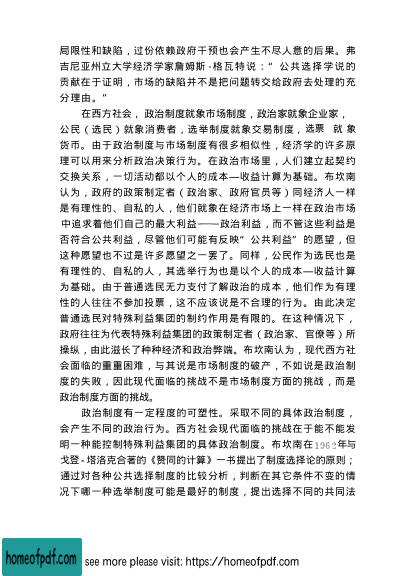 局限性和缺陷，过份依赖政府干预也会产生不尽人意的后果。弗
吉尼亚州立大学经济学家詹姆斯·格瓦特说：“公共选择学说的
贡献在于证明，市场的缺陷并不是把问题转交给政府去处理的充
分理由。”
在西方社会，政治制度就象市场制度，政治家就象企业家，
公民（选民）就象消费者，选举制度就象交易制度，选票 就 象
货币。由于政治制度与市场制度有很多相似性，经济学的许多原
理可以用来分析政治决策行为。在政治市场里，人们建立起契约
交换关系，一切活动都以个人的成本—收益计算为基础。布坎南
认为，政府的政策制定者（政治家、政府官员等）同经济人一样
是有理性的、自私的人，他们就象在经济市场上一样在政治市场
中追求着他们自己的最大利益——政治利益，而不管这些利益是
否符合公共利益，尽管他们可能有反映“公共利益”的愿望，但
这种愿望也不过是许多愿望之一罢了。同样，公民作为选民也是
有理性的、自私的人，其选举行为也是以个人的成本—收益计算
为基础。由于普通选民无力支付了解政治的成本，他们作为有理
性的人往往不参加投票，这不应该说是不合理的行为。由此决定
普通选民对特殊利益集团的制约作用是有限的。在这种情况下，
政府往往为代表特殊利益集团的政策制定者（政治家、官僚等）所
操纵，由此滋长了种种经济和政治弊端。布坎南认为，现代西方社
会面临的重重困难，与其说是市场制度的破产，不如说是政治制
度的失败，因此现代面临的挑战不是市场制度方面的挑战，而是
政治制度方面的挑战。
政治制度有一定程度的可塑性。采取不同的具体政治制度，
会产生不同的政治行为。西方社会现代面临的挑战在于能不能发
明一种能控制特殊利益集团的具体政治制度。布坎南在1962年与
戈登·塔洛克合著的《赞同的计算》一书提出了制度选择论的原则；
通过对各种公共选择制度的比较分析，判断在其它条件不变的情
况下哪一种选举制度可能是最好的制度，提出选择不同的共同法
homeofpdf.com
see more please visit: https://homeofpdf.com